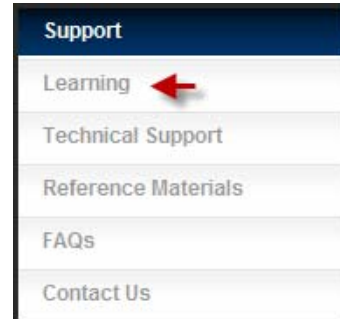 Support
Learning
Technical Support
Reference Materials
FAQs
Contact Us